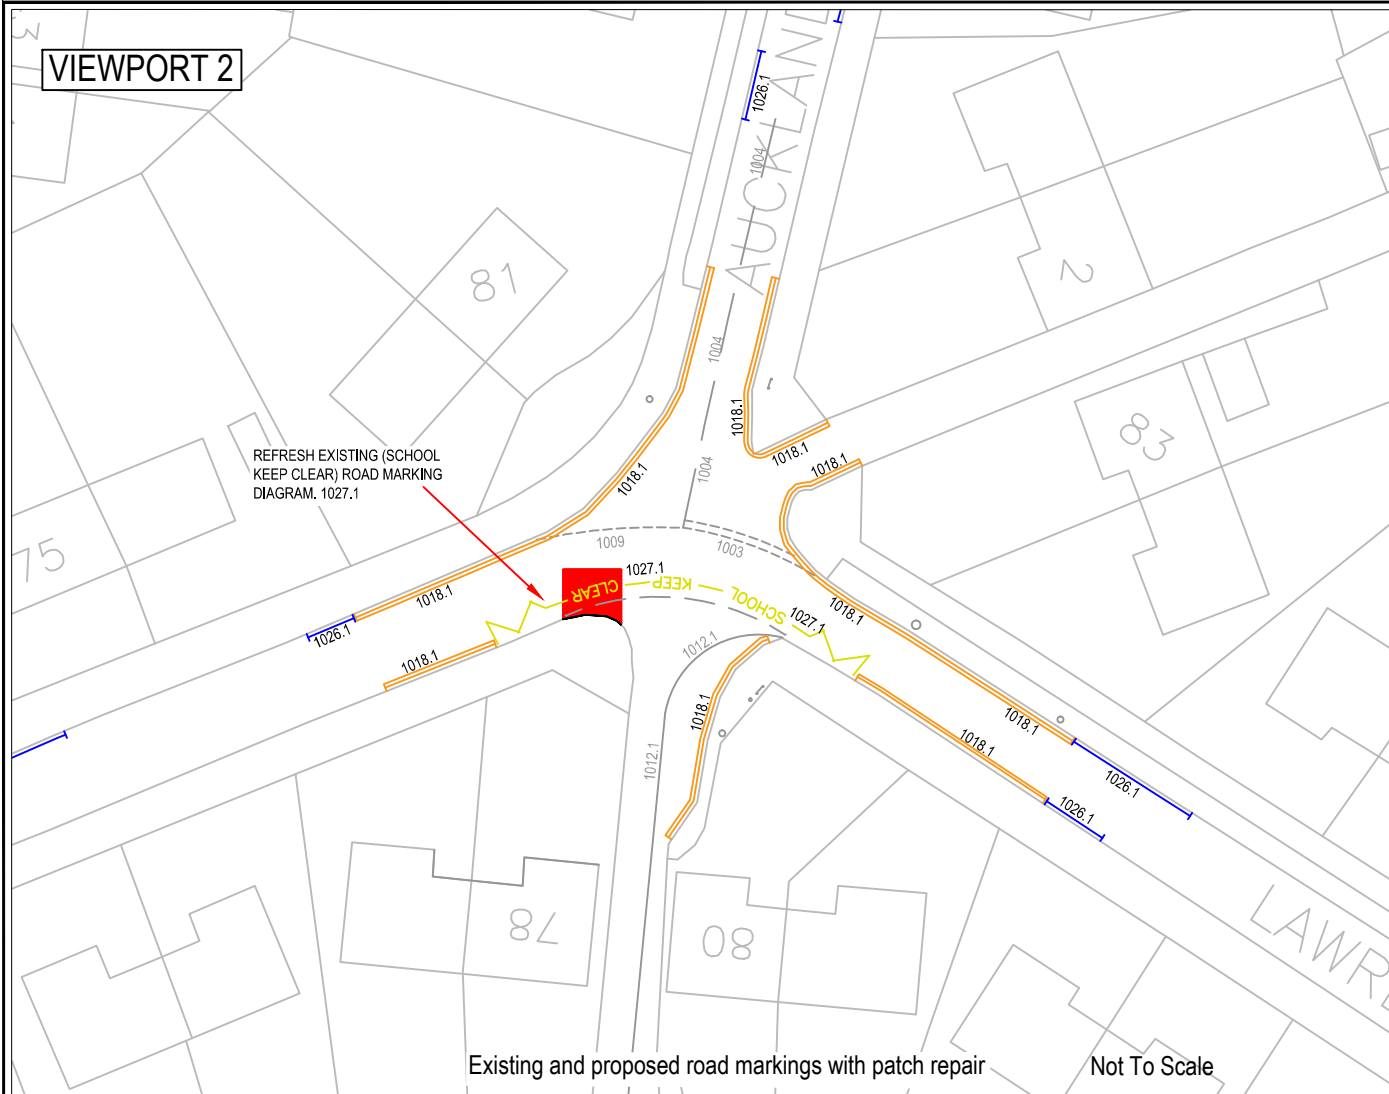 VIEWPORT 2
1026.1
1004
AUCKLAN
81
2
1004
83
1018.1
1018.1
1018.1
REFRESH EXISTING (SCHOOL
KEEP CLEAR) ROAD MARKING
DIAGRAM. 1027.1
1018.1
1004
75
1009
1003
1027.1
CLEAR
KEEP
SCHOOL
1027.1
1018.1
1018.1
1026.1
1012.1
1018.1
1018.1
1018.1
1018.1
1012.1
1026.1
1026.1
78
80
LAWR
Existing and proposed road markings with patch repair
Not To Scale